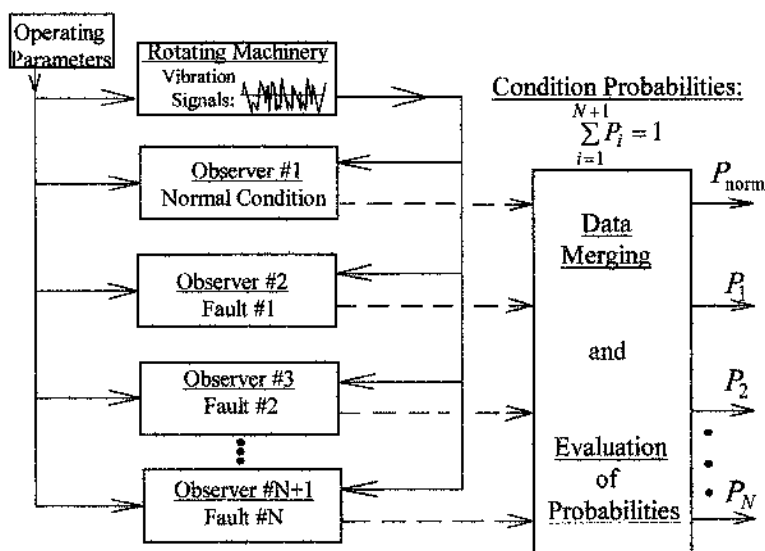 Operating
Parameters
Rotating Machinery
Vibration
Signals:
Condition Probabilities:
N+1
∑ P_i = 1
i=1
Observer #1
Normal Condition
P_norm
Data
Merging
Observer #2
Fault #1
P_1
and
Observer #3
Fault #2
P_2
Evaluation
of
Probabilities
Observer #N+1
Fault #N
P_N